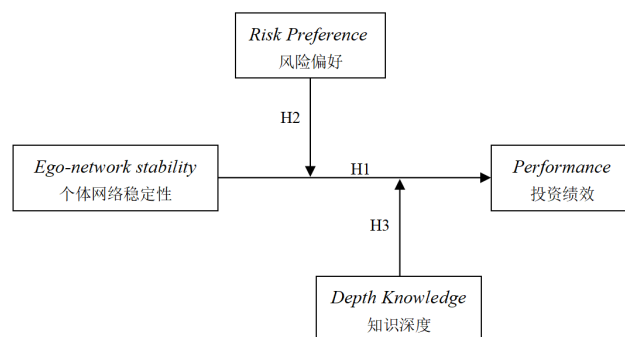 Risk Preference
风险偏好
H2
Ego-network stability
个体网络稳定性
H1
Performance
投资绩效
H3
Depth Knowledge
知识深度